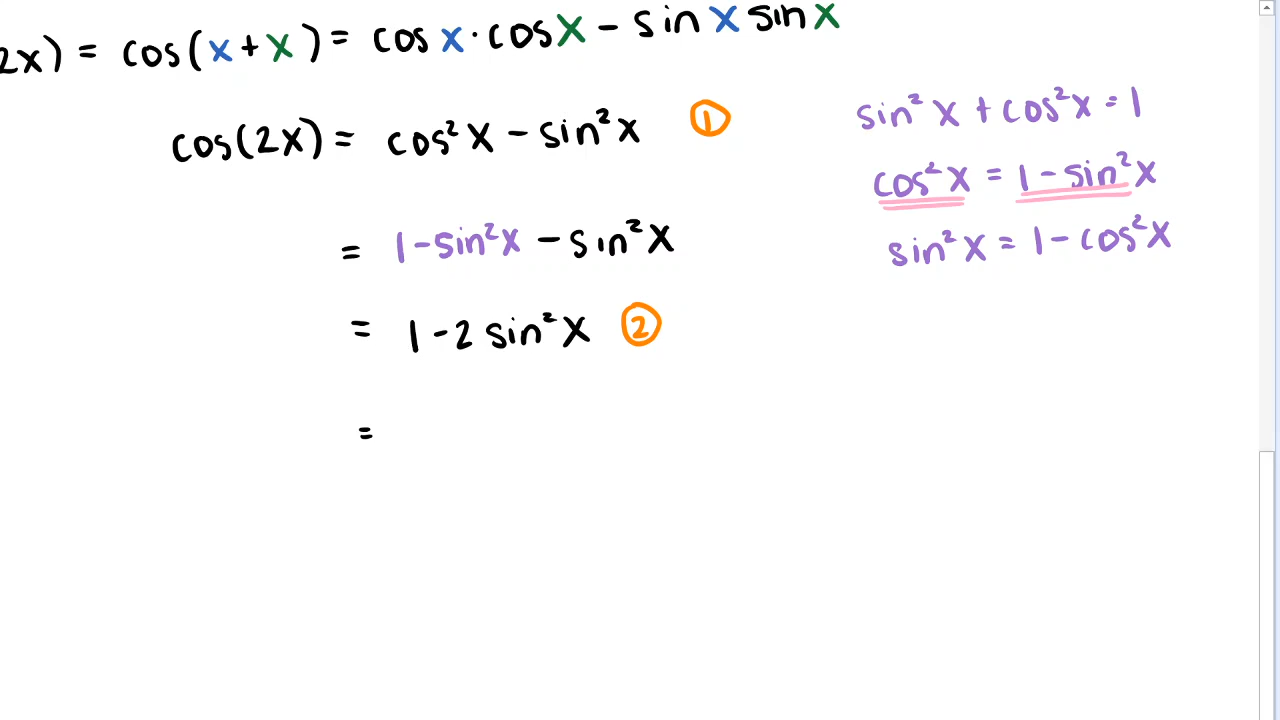 2x) = cos(x + x) = cos x · cos x − sin x sin x
cos(2x) = cos²x − sin²x ①
= 1 − sin²x − sin²x
= 1 − 2 sin²x ②
=
sin²x + cos²x = 1
cos²x = 1 − sin²x
sin²x = 1 − cos²x